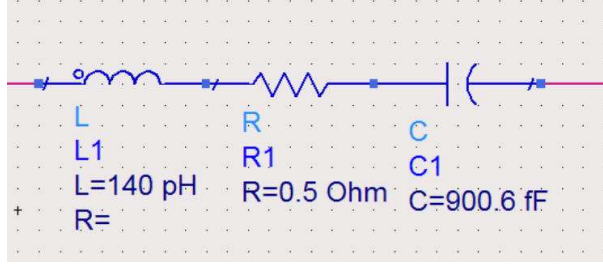 L
L1
L=140 pH
R=
R
R1
R=0.5 Ohm
C
C1
C=900.6 fF